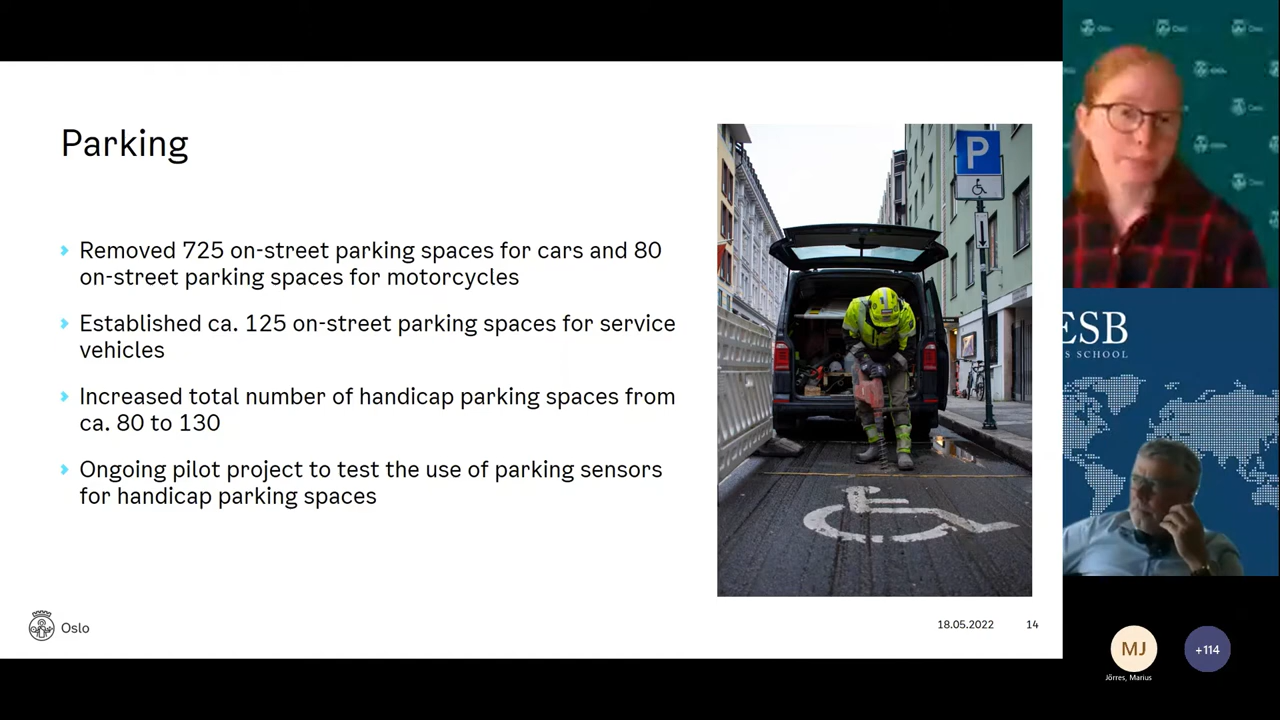 Parking
Removed 725 on-street parking spaces for cars and 80
on-street parking spaces for motorcycles
Established ca. 125 on-street parking spaces for service
vehicles
Increased total number of handicap parking spaces from
ca. 80 to 130
Ongoing pilot project to test the use of parking sensors
for handicap parking spaces
P
Oslo
18.05.2022
14
ESB
S SCHOOL
MJ
+114
Jörres, Marius